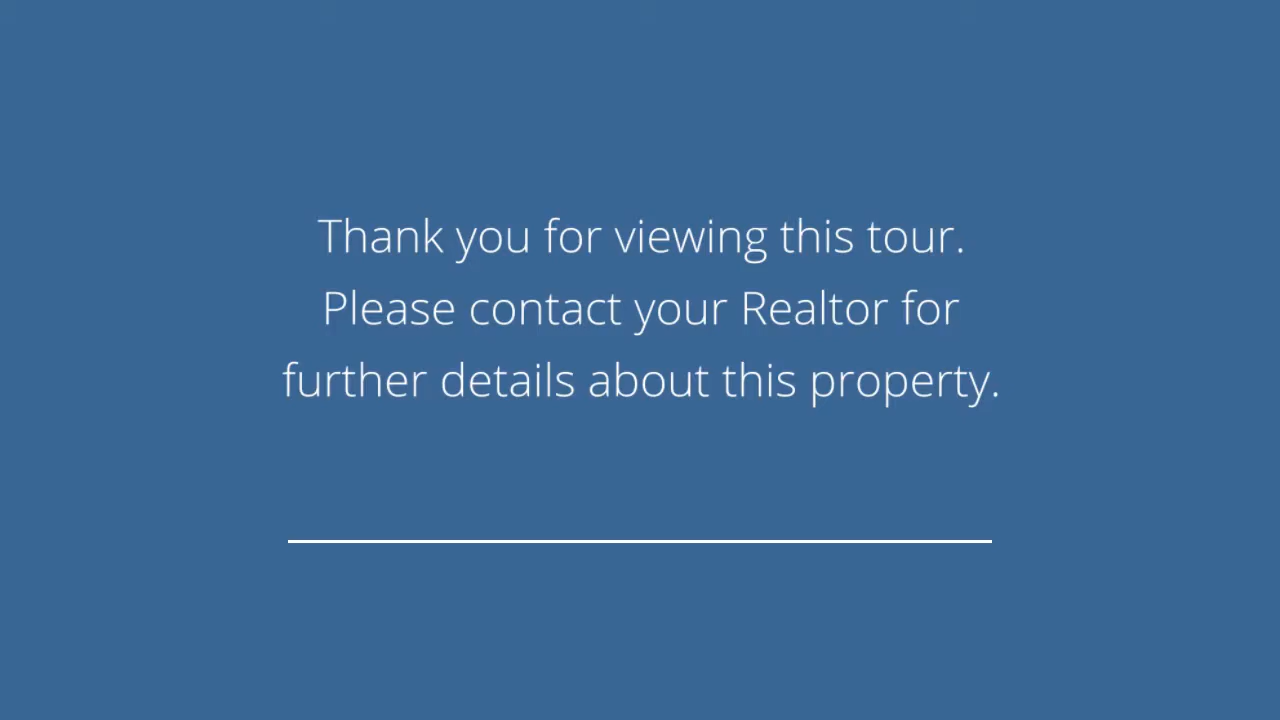 Thank you for viewing this tour.
Please contact your Realtor for
further details about this property.